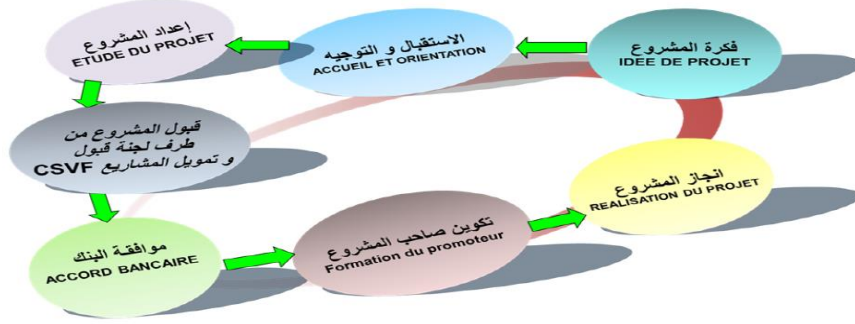 فكرة المشروع
IDEE DE PROJET
الاستقبال و التوجيه
ACCUEIL ET ORIENTATION
إعداد المشروع
ETUDE DU PROJET
قبول المشروع من
طرف لجنة قبول
و تمويل المشاريع CSVF
موافقة البنك
ACCORD BANCAIRE
تكوين صاحب المشروع
Formation du promoteur
انجاز المشروع
REALISATION DU PROJET